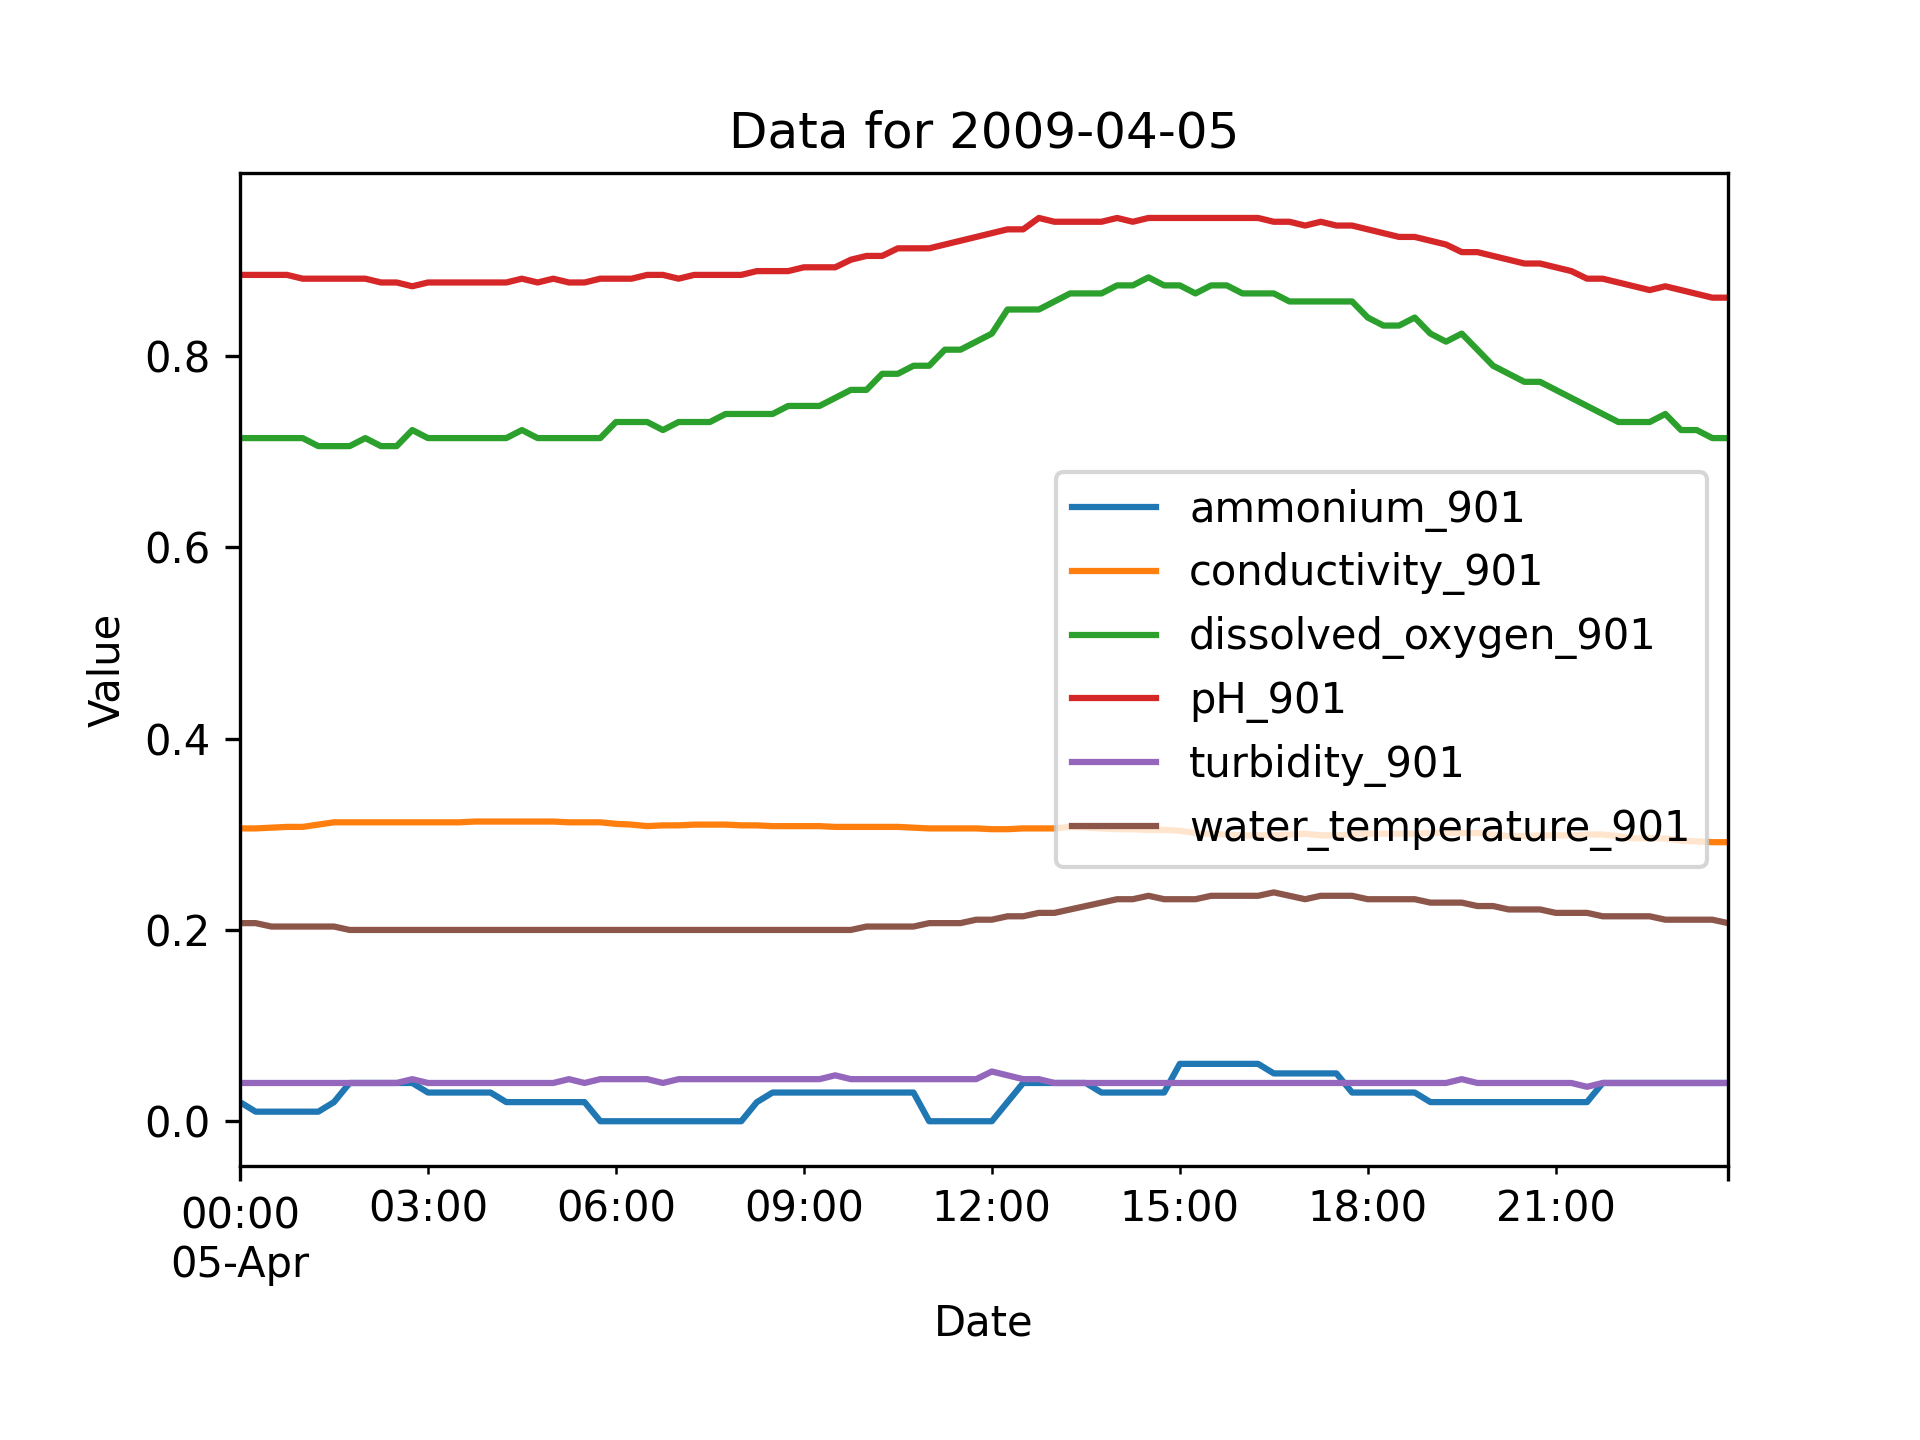 Data for 2009-04-05
Value
0.8
0.6
0.4
0.2
0.0
ammonium_901
conductivity_901
dissolved_oxygen_901
pH_901
turbidity_901
water_temperature_901
00:00 03:00 06:00 09:00 12:00 15:00 18:00 21:00
05-Apr
Date